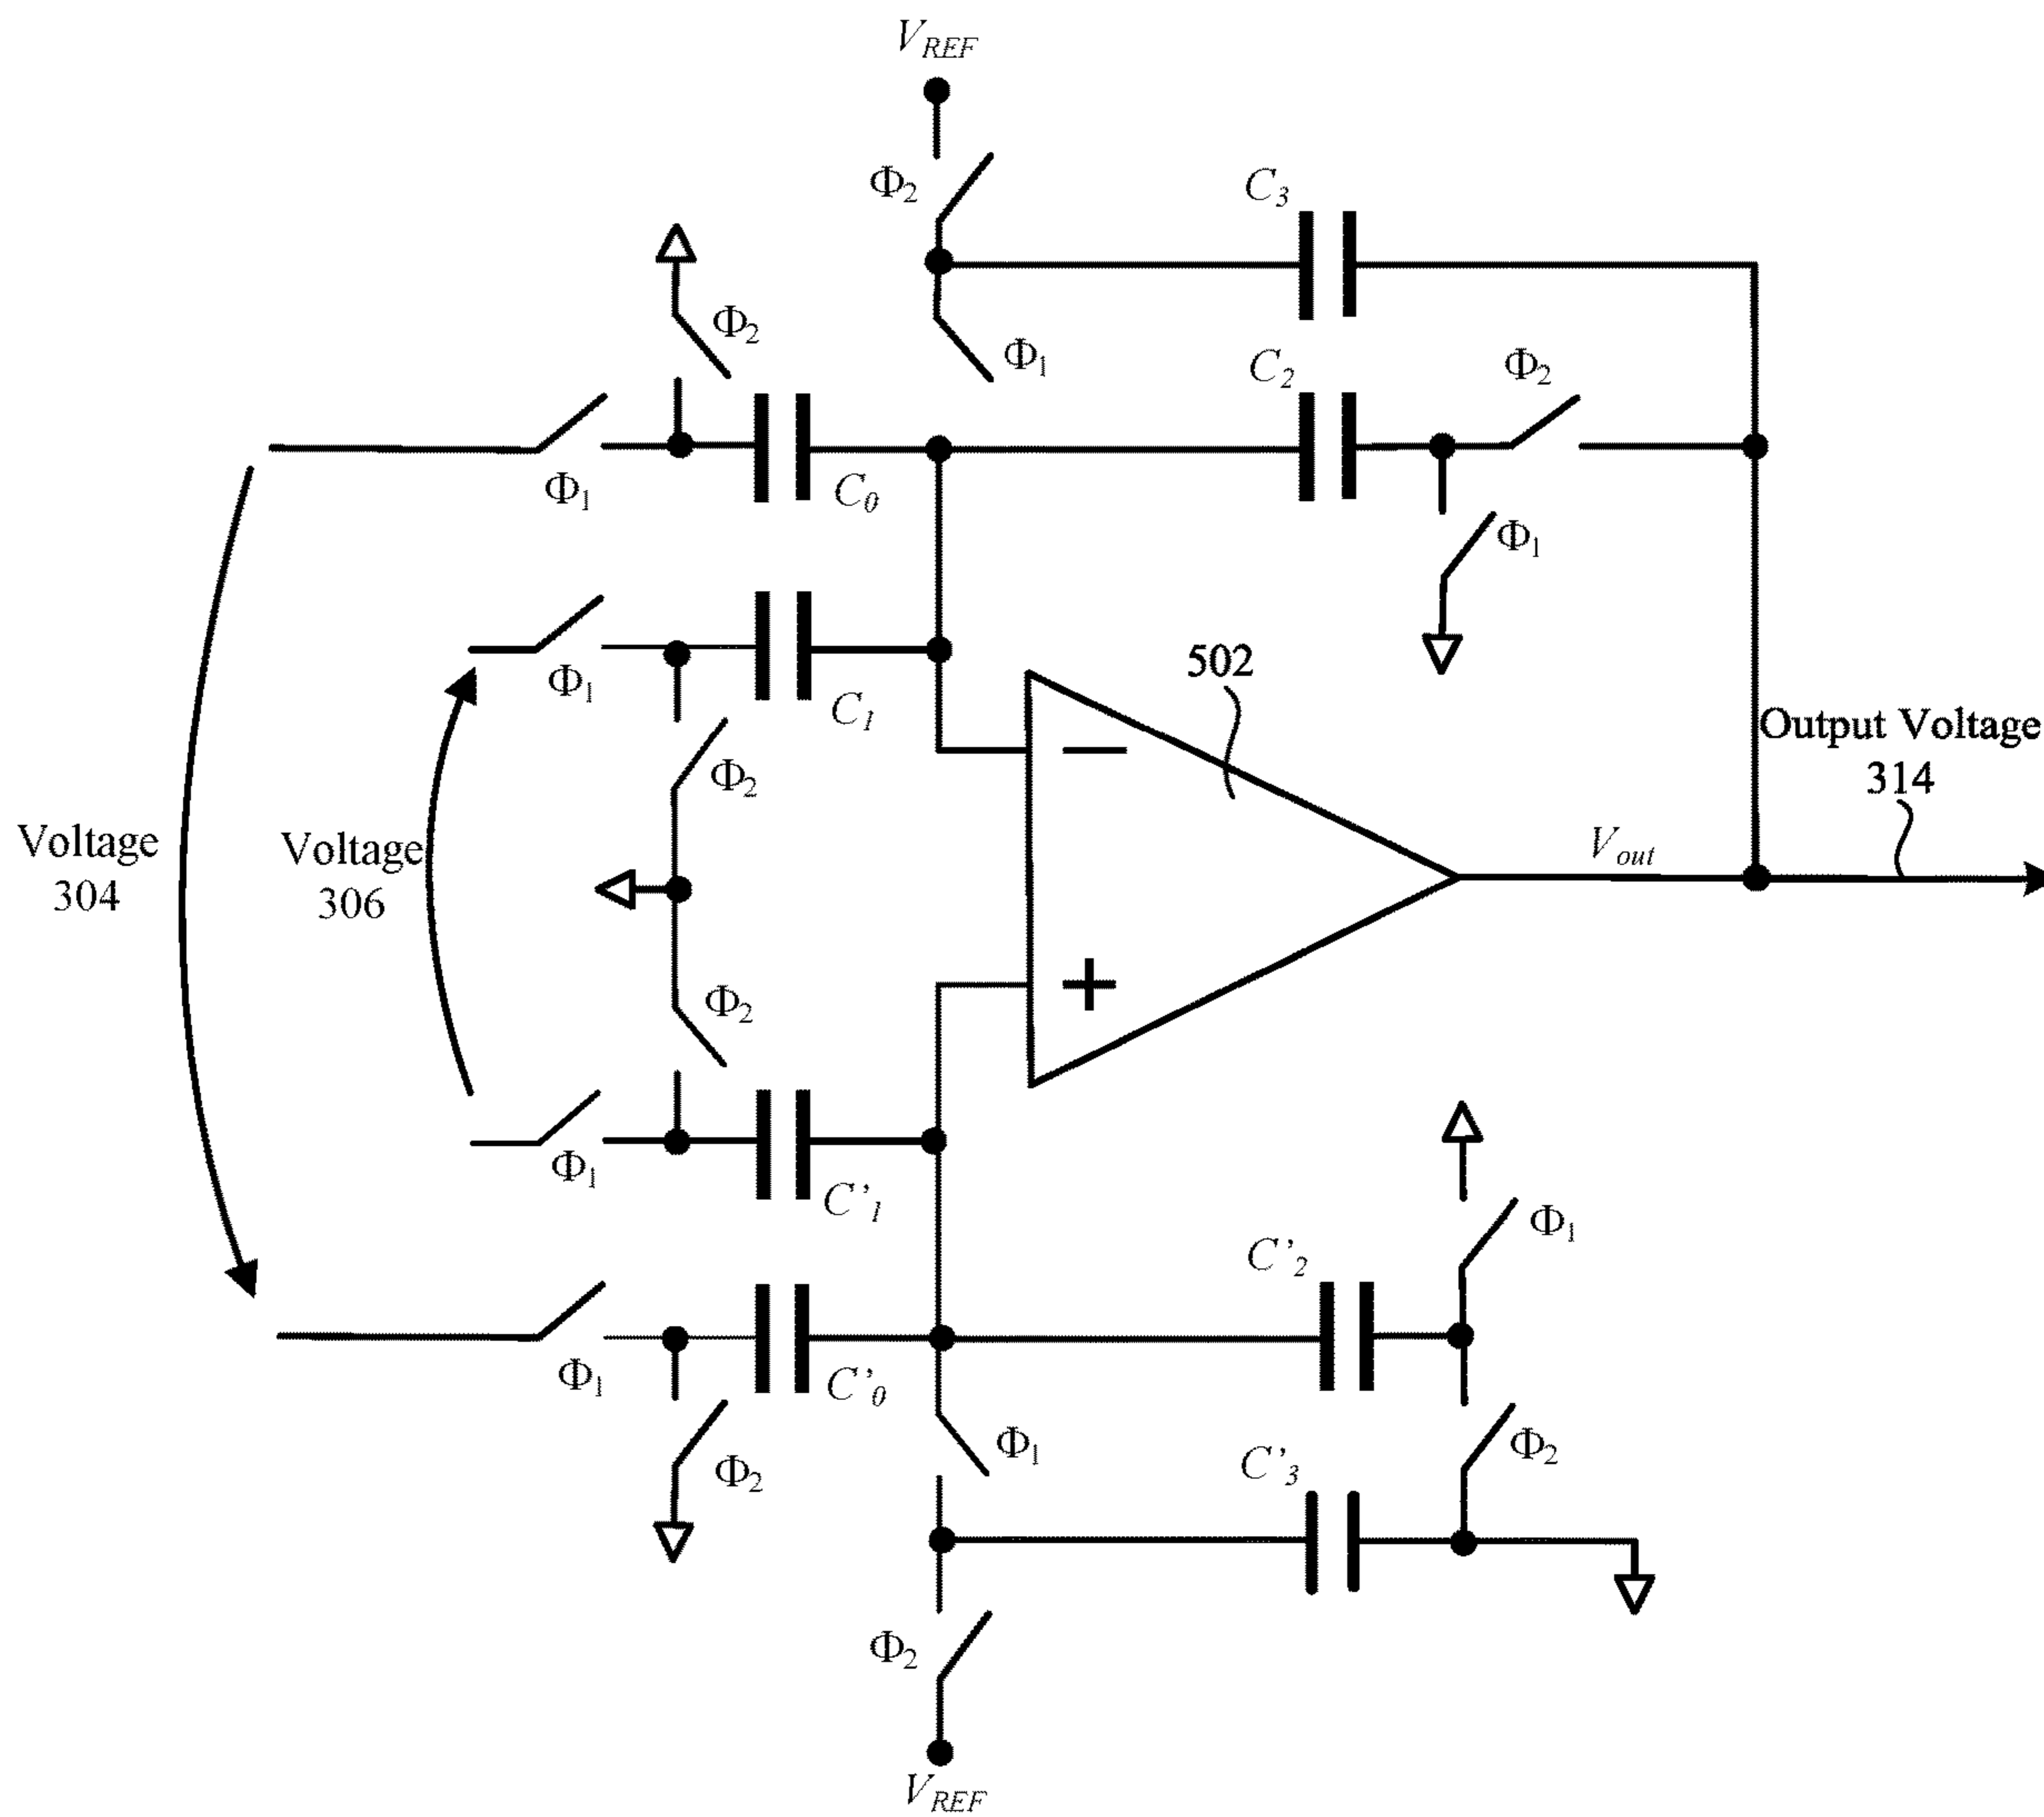 V_REF
Φ₂
C₃
Φ₂
Φ₁
C₂
Φ₂
Φ₁
C₀
Φ₁
Φ₁
C₁
502
Output Voltage
314
Φ₂
Voltage
304
Voltage
306
V_out
−
+
Φ₂
Φ₁
C'₁
Φ₁
C'₂
Φ₁
C'₀
Φ₁
Φ₂
C'₃
Φ₂
Φ₂
V_REF